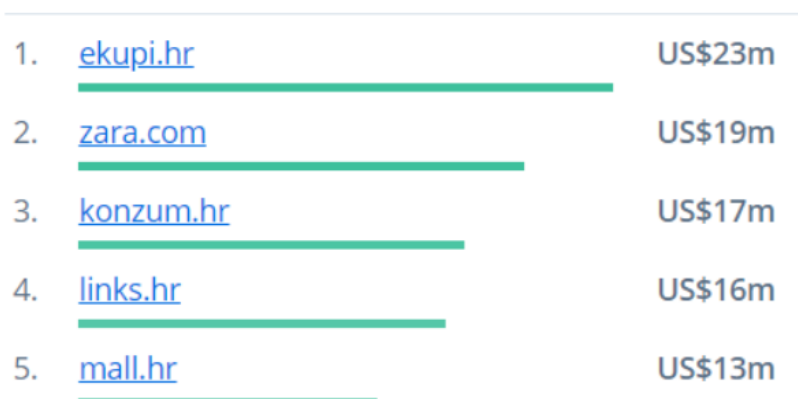 1. ekupi.hr US$23m
2. zara.com US$19m
3. konzum.hr US$17m
4. links.hr US$16m
5. mall.hr US$13m